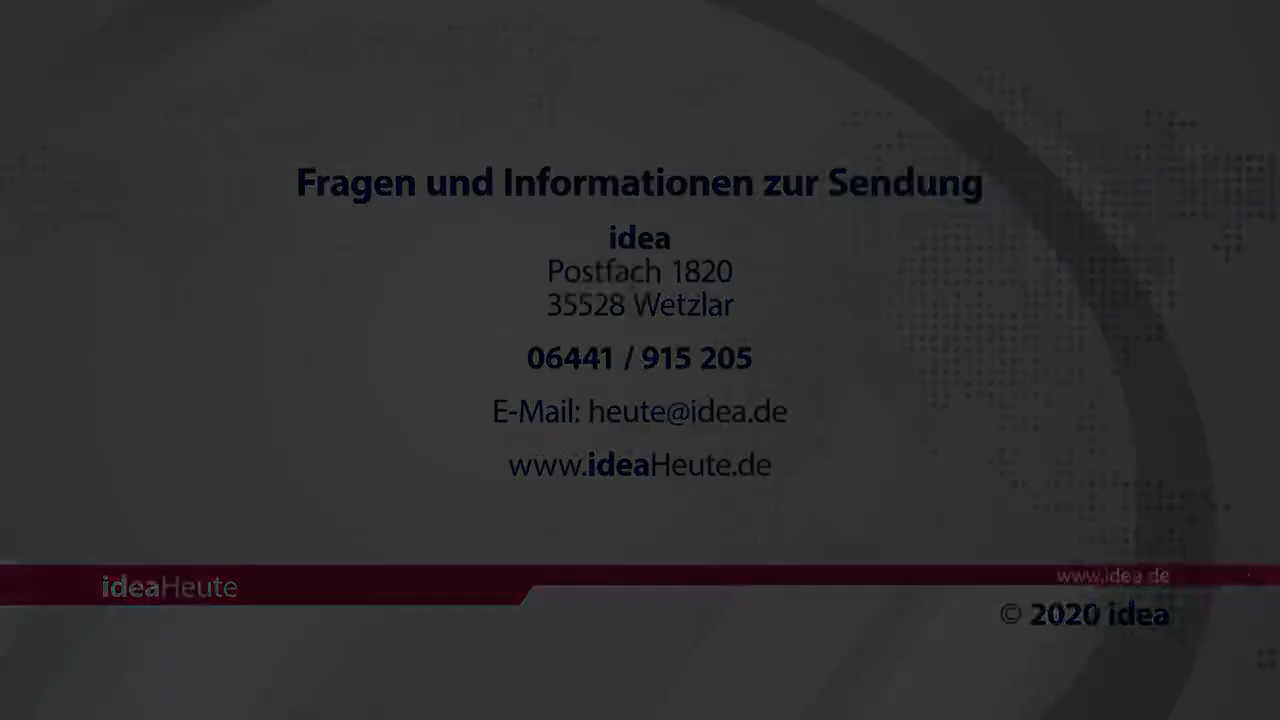 Fragen und Informationen zur Sendung
idea
Postfach 1820
35528 Wetzlar
06441 / 915 205
E-Mail: heute@idea.de
www.ideaHeute.de
ideaHeute
www.idea.de
© 2020 idea